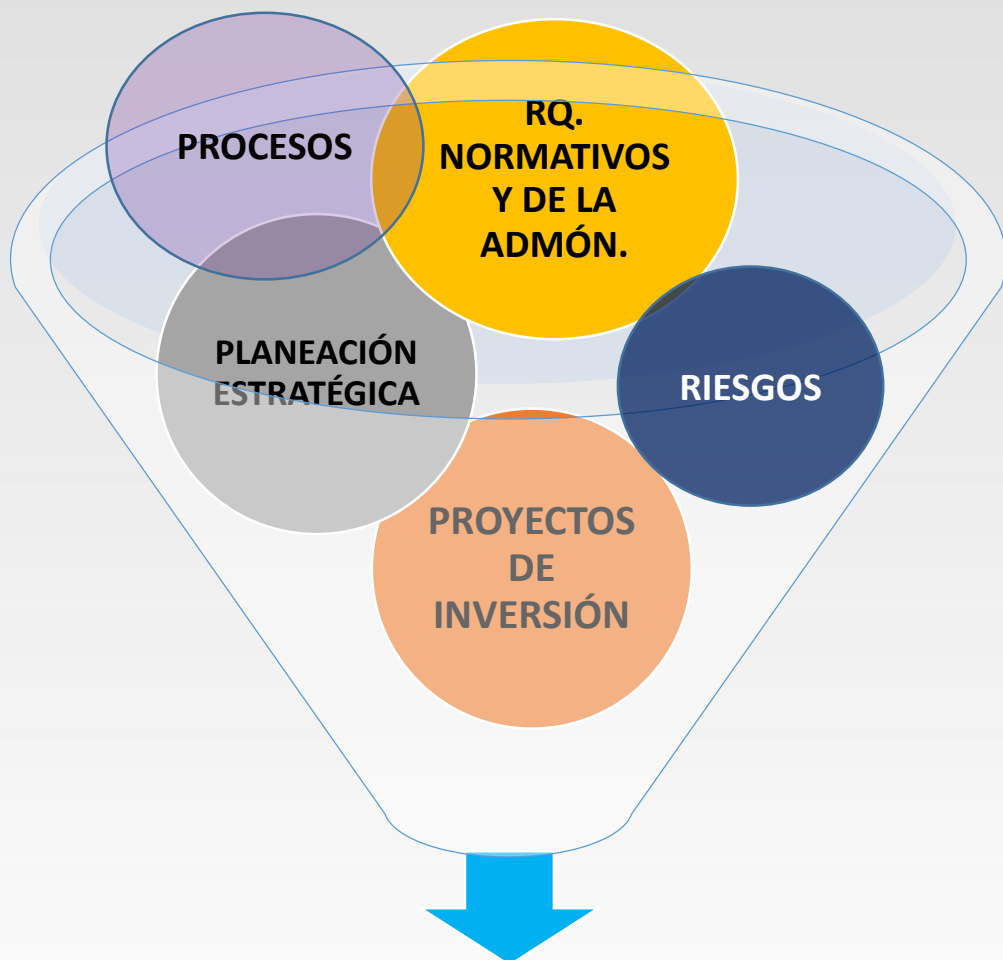 PROCESOS
RQ.
NORMATIVOS
Y DE LA
ADMÓN.
PLANEACIÓN
ESTRATÉGICA
RIESGOS
PROYECTOS
DE
INVERSIÓN